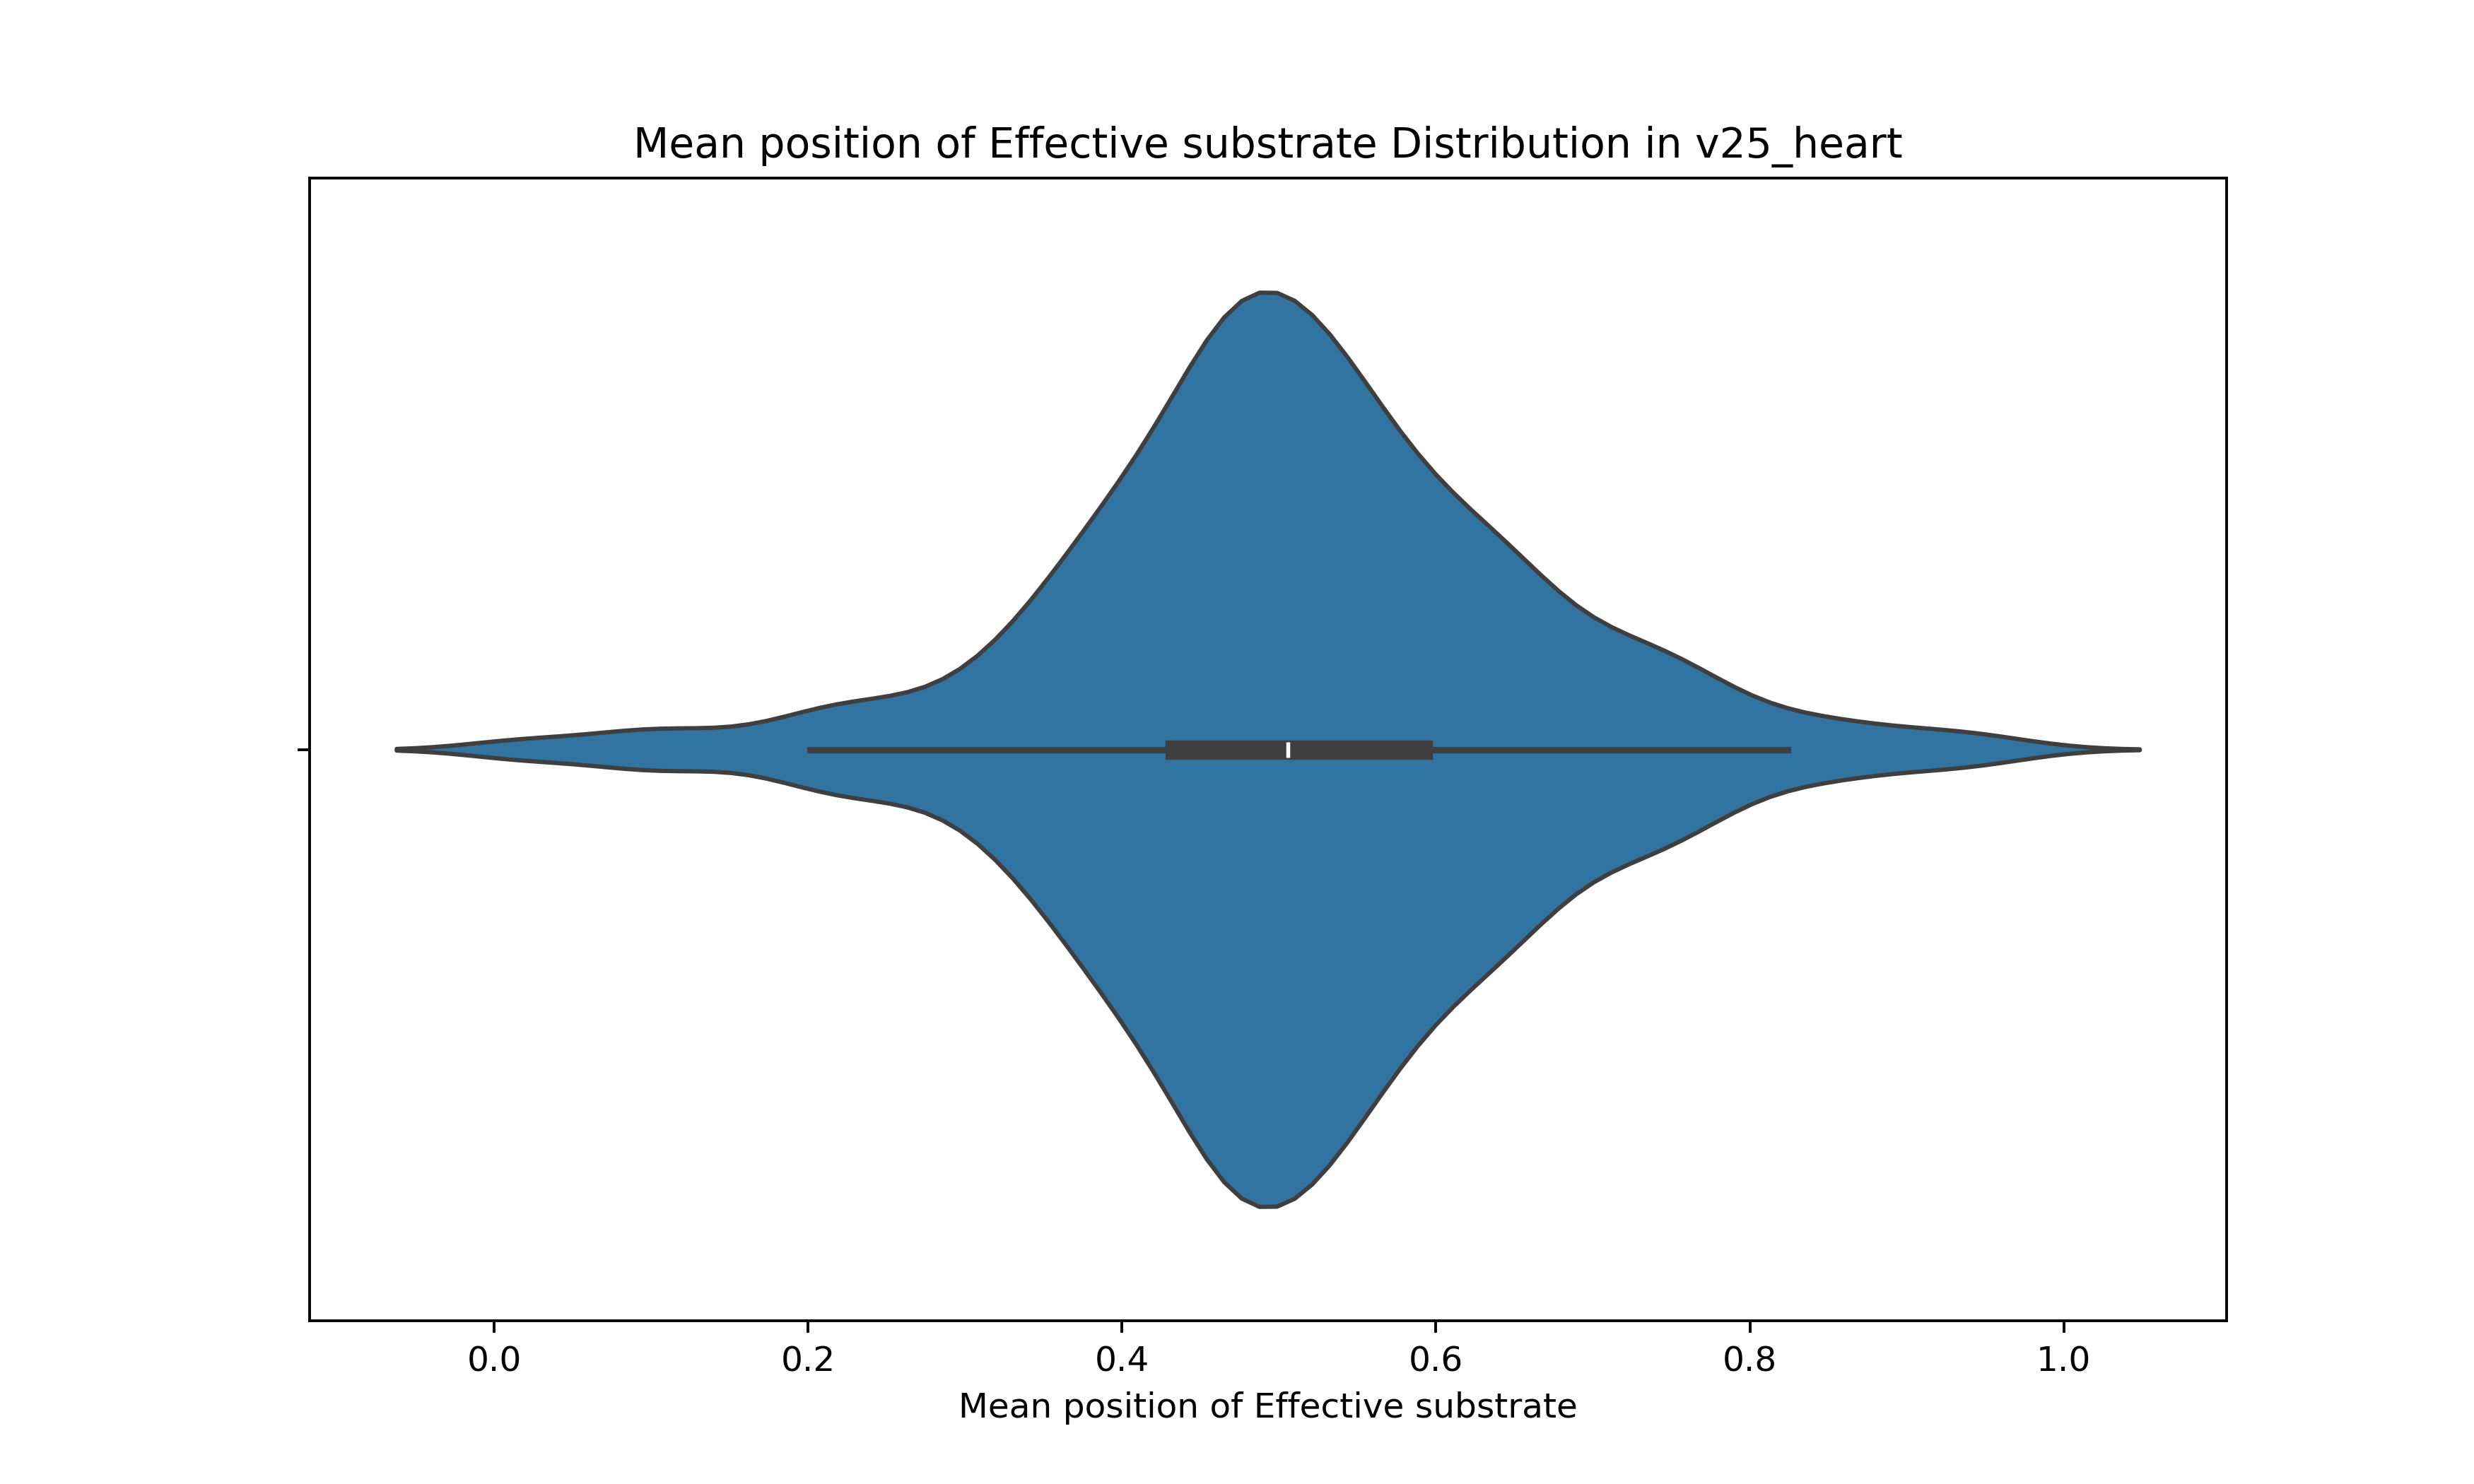 Mean position of Effective substrate Distribution in v25_heart
0.0 0.2 0.4 0.6 0.8 1.0
Mean position of Effective substrate